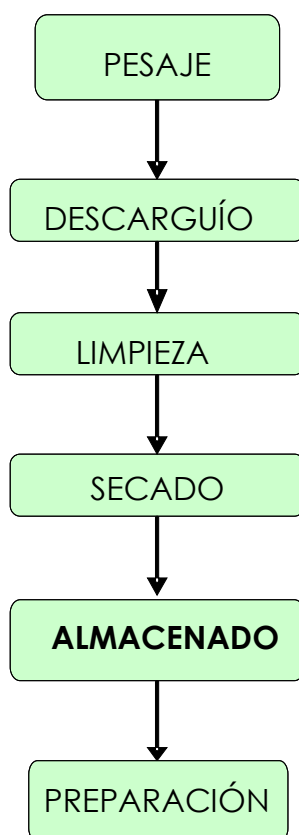 PESAJE
DESCARGUÍO
LIMPIEZA
SECADO
ALMACENADO
PREPARACIÓN